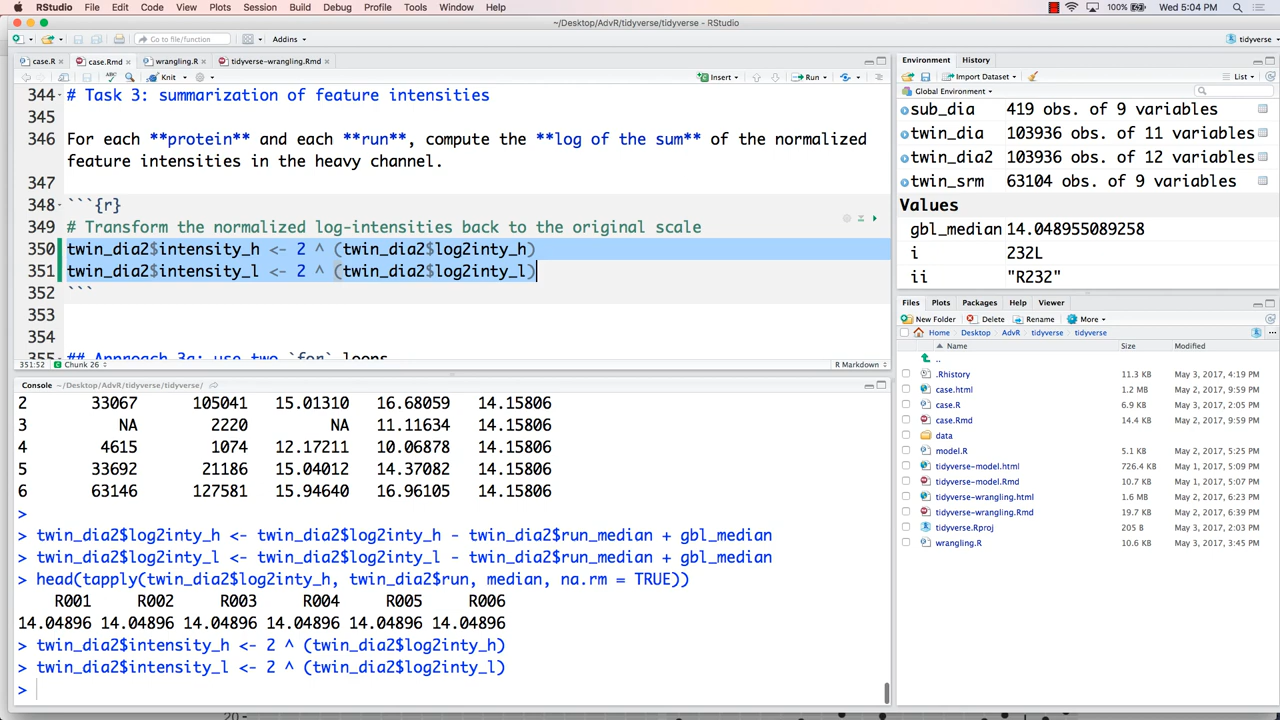 RStudio File Edit Code View Plots Session Build Debug Profile Tools Window Help 100% Wed 5:04 PM
~/Desktop/AdvR/tidyverse/tidyverse - RStudio
Go to file/function Addins tidyverse
case.R case.Rmd wrangling.R tidyverse-wrangling.Rmd
Knit Insert Run
344 # Task 3: summarization of feature intensities
345
346 For each **protein** and each **run**, compute the **log of the sum** of the normalized
feature intensities in the heavy channel.
347
348 ```{r}
349 # Transform the normalized log-intensities back to the original scale
350 twin_dia2$intensity_h <- 2 ^ (twin_dia2$log2inty_h)
351 twin_dia2$intensity_l <- 2 ^ (twin_dia2$log2inty_l)
352 ```
353
354
355 ## Approach 3a: use two `for` loops
351:52 Chunk 26 R Markdown
Console ~/Desktop/AdvR/tidyverse/tidyverse/
2 33067 105041 15.01310 16.68059 14.15806
3 NA 2220 NA 11.11634 14.15806
4 4615 1074 12.17211 10.06878 14.15806
5 33692 21186 15.04012 14.37082 14.15806
6 63146 127581 15.94640 16.96105 14.15806
>
> twin_dia2$log2inty_h <- twin_dia2$log2inty_h - twin_dia2$run_median + gbl_median
> twin_dia2$log2inty_l <- twin_dia2$log2inty_l - twin_dia2$run_median + gbl_median
> head(tapply(twin_dia2$log2inty_h, twin_dia2$run, median, na.rm = TRUE))
R001 R002 R003 R004 R005 R006
14.04896 14.04896 14.04896 14.04896 14.04896 14.04896
> twin_dia2$intensity_h <- 2 ^ (twin_dia2$log2inty_h)
> twin_dia2$intensity_l <- 2 ^ (twin_dia2$log2inty_l)
>
20
Environment History
Import Dataset List
Global Environment
sub_dia 419 obs. of 9 variables
twin_dia 103936 obs. of 11 variables
twin_dia2 103936 obs. of 12 variables
twin_srm 63104 obs. of 9 variables
Values
gbl_median 14.048955089258
i 232L
ii "R232"
Files Plots Packages Help Viewer
New Folder Delete Rename More
Home Desktop AdvR tidyverse tidyverse
Name Size Modified
..
.Rhistory 11.3 KB May 3, 2017, 4:19 PM
case.html 1.2 MB May 2, 2017, 9:59 PM
case.R 6.9 KB May 3, 2017, 2:05 PM
case.Rmd 14.4 KB May 2, 2017, 9:59 PM
data
model.R 5.1 KB May 2, 2017, 5:25 PM
tidyverse-model.html 726.4 KB May 1, 2017, 5:09 PM
tidyverse-model.Rmd 10.7 KB May 1, 2017, 5:07 PM
tidyverse-wrangling.html 1.6 MB May 2, 2017, 6:23 PM
tidyverse-wrangling.Rmd 19.7 KB May 2, 2017, 6:39 PM
tidyverse.Rproj 205 B May 3, 2017, 2:03 PM
wrangling.R 10.6 KB May 3, 2017, 3:45 PM